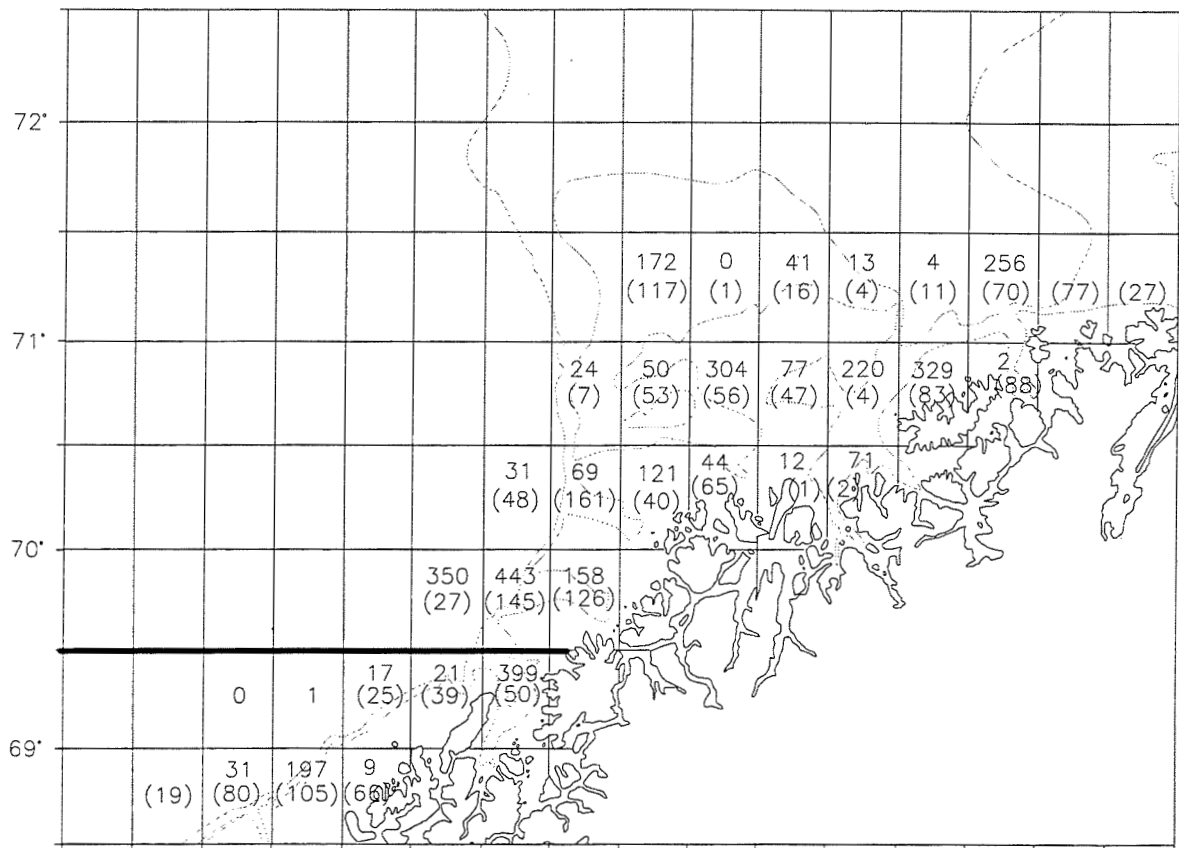 72°
172 0 41 13 4 256
(117) (1) (16) (4) (11) (70) (77) (27)
71°
24 50 304 77 220 329 2
(7) (53) (56) (47) (4) (83) (88)
31 69 121 44 12 71
(48) (161) (40) (65)
70°
350 443 158
(27) (145) (126)
17 21 399
0 1 (25) (39) (50)
69°
31 197 9
(19) (80) (105) (66)